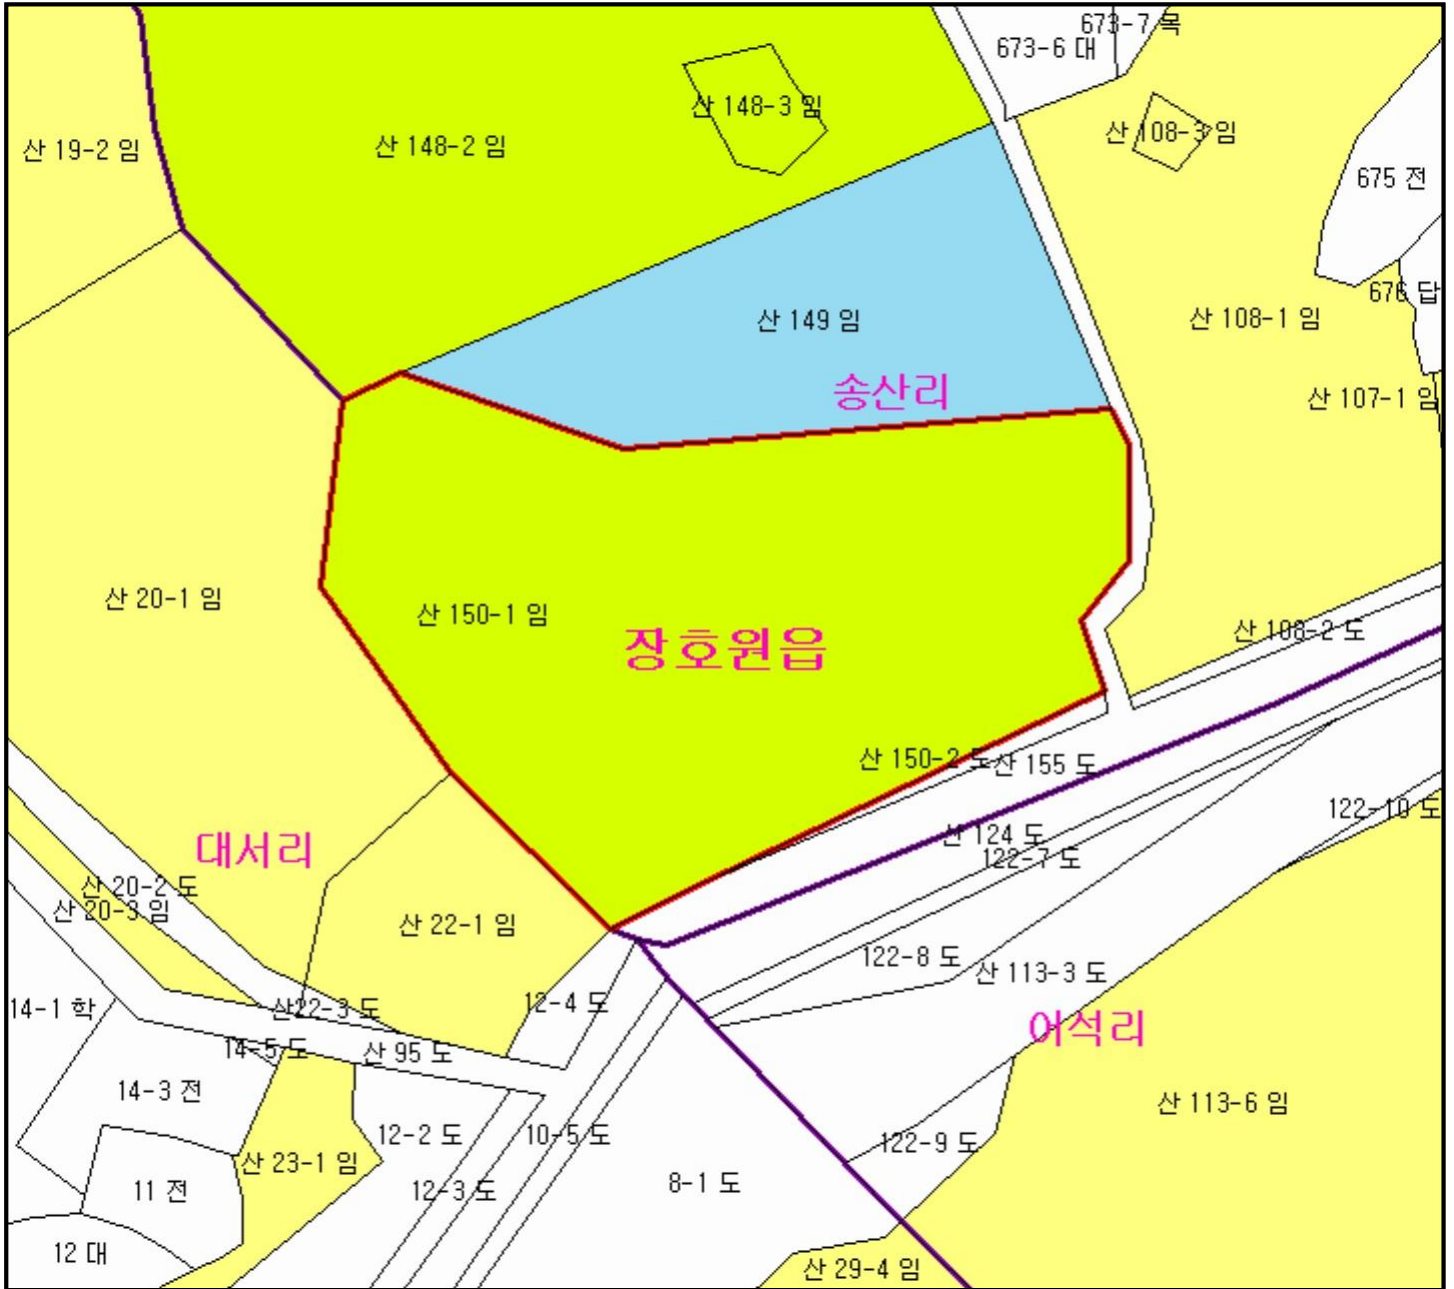 673-7 목
673-6 대
산 148-3 임
산 108-3 임
산 19-2 임
산 148-2 임
675 전
676 답
산 149 임
산 108-1 임
송산리
산 107-1 임
산 20-1 임
산 150-1 임
장호원읍
산 108-2 도
산 150-2 도
산 155 도
122-10 도
산 124 도
122-7 도
대서리
산 20-2 도
산 20-3 임
산 22-1 임
122-8 도
산 113-3 도
14-1 학
산22-3 도
12-4 도
어석리
14-5 도
산 95 도
14-3 전
산 113-6 임
12-2 도
10-5 도
122-9 도
산 23-1 임
11 전
12-3 도
8-1 도
12 대
산 29-4 임